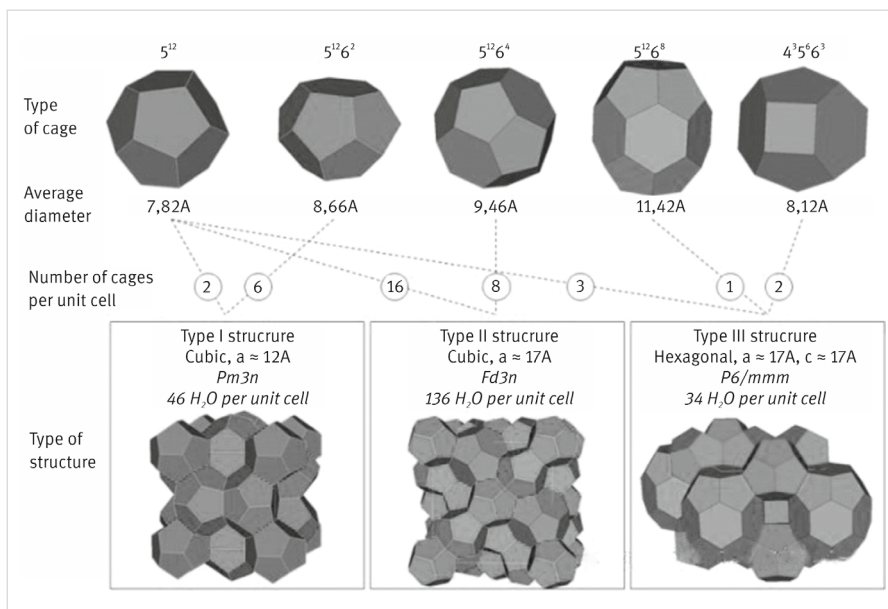 5¹² 5¹²6² 5¹²6⁴ 5¹²6⁸ 4³5⁶6³
Type
of cage
Average
diameter
7,82A 8,66A 9,46A 11,42A 8,12A
Number of cages
per unit cell
2 6 16 8 3 1 2
Type I strucrure
Cubic, a ≈ 12A
Pm3n
46 H₂O per unit cell
Type II strucrure
Cubic, a ≈ 17A
Fd3n
136 H₂O per unit cell
Type III strucrure
Hexagonal, a ≈ 17A, c ≈ 17A
P6/mmm
34 H₂O per unit cell
Type of
structure